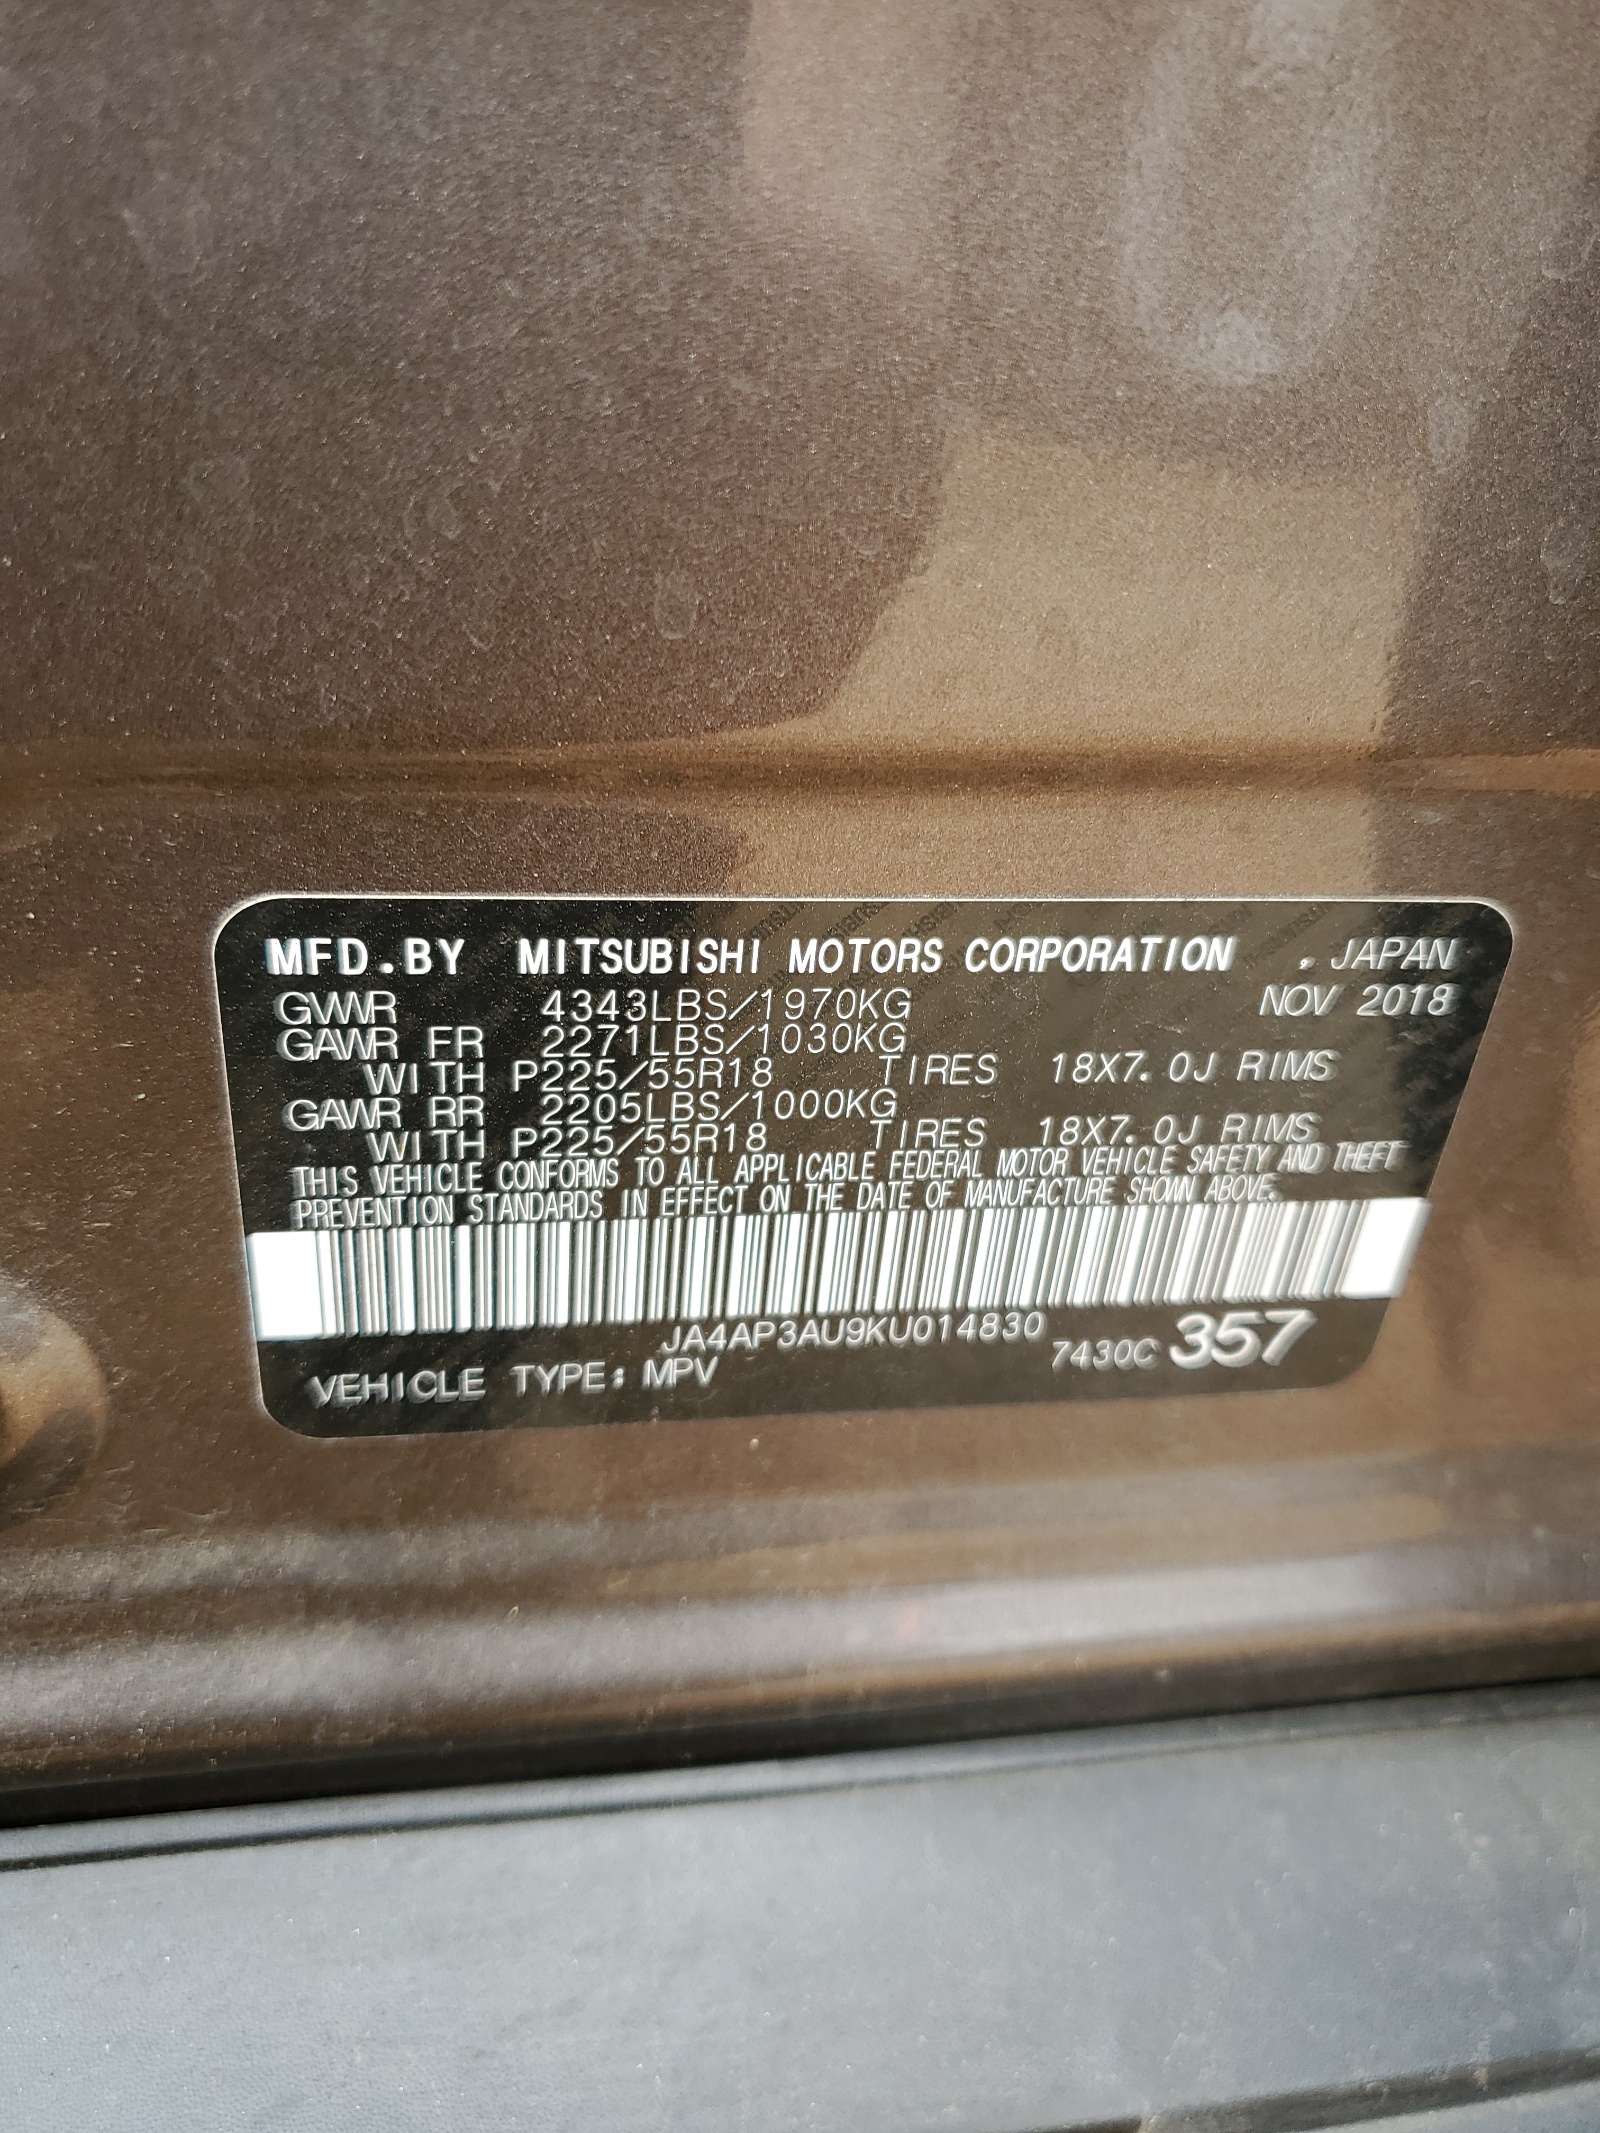 MFD.BY MITSUBISHI MOTORS CORPORATION , JAPAN
GVWR 4343LBS/1970KG NOV 2018
GAWR FR 2271LBS/1030KG
WITH P225/55R18 TIRES 18X7.0J RIMS
GAWR RR 2205LBS/1000KG
WITH P225/55R18 TIRES 18X7.0J RIMS
THIS VEHICLE CONFORMS TO ALL APPLICABLE FEDERAL MOTOR VEHICLE SAFETY AND THEFT
PREVENTION STANDARDS IN EFFECT ON THE DATE OF MANUFACTURE SHOWN ABOVE.
JA4AP3AU9KU014830
VEHICLE TYPE: MPV 7430C 357